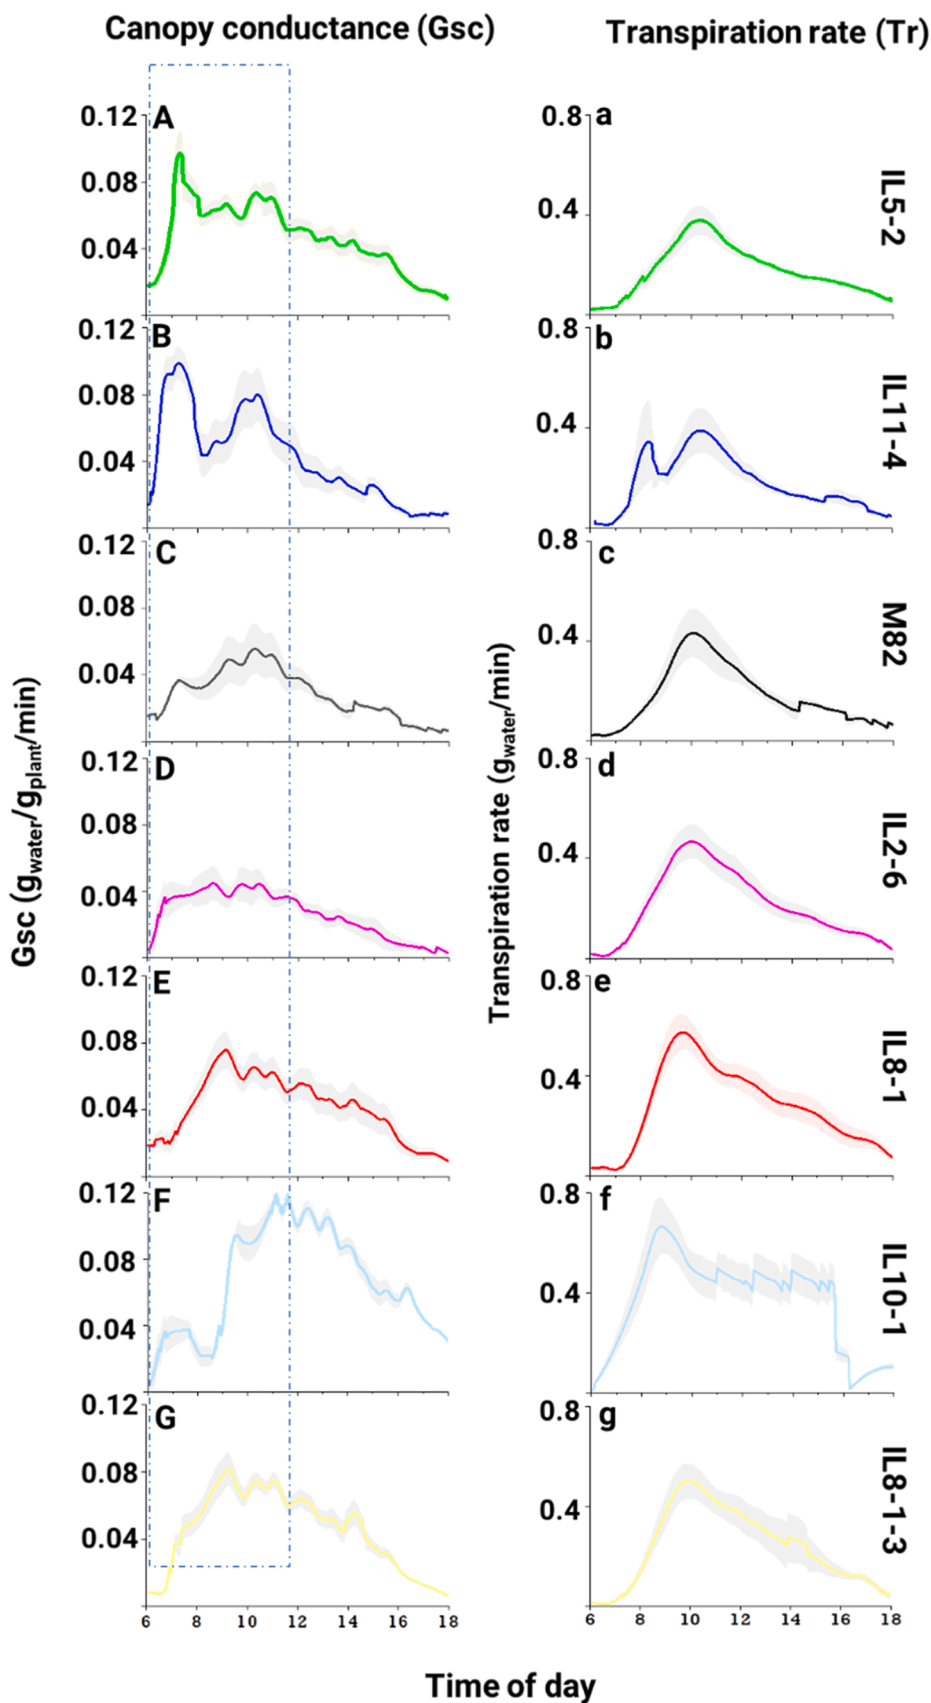 Canopy conductance (Gsc)
Transpiration rate (Tr)
0.12
A
0.08
0.04
0.8
a
0.4
IL5-2
0.12
B
0.08
0.04
0.8
b
0.4
IL11-4
0.12
C
0.08
0.04
0.8
c
0.4
M82
0.12
D
0.08
0.04
0.8
d
0.4
IL2-6
0.12
E
0.08
0.04
0.8
e
0.4
IL8-1
0.12
F
0.08
0.04
0.8
f
0.4
IL10-1
0.12
G
0.08
0.04
0.8
g
0.4
IL8-1-3
Gsc (gwater/gplant/min)
Transpiration rate (gwater/min)
6 8 10 12 14 16 18
6 8 10 12 14 16 18
Time of day